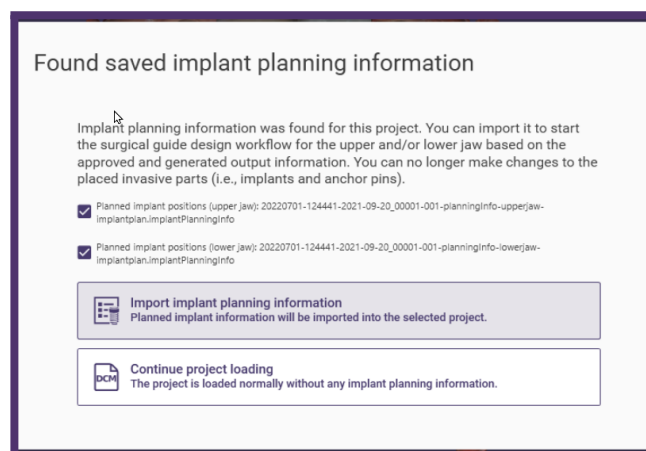 Found saved implant planning information
Implant planning information was found for this project. You can import it to start
the surgical guide design workflow for the upper and/or lower jaw based on the
approved and generated output information. You can no longer make changes to the
placed invasive parts (i.e., implants and anchor pins).
Planned implant positions (upper jaw): 20220701-124441-2021-09-20_00001-001-planningInfo-upperjaw-
implantplan.implantPlanningInfo
Planned implant positions (lower jaw): 20220701-124441-2021-09-20_00001-001-planningInfo-lowerjaw-
implantplan.implantPlanningInfo
Import implant planning information
Planned implant information will be imported into the selected project.
DCM
Continue project loading
The project is loaded normally without any implant planning information.